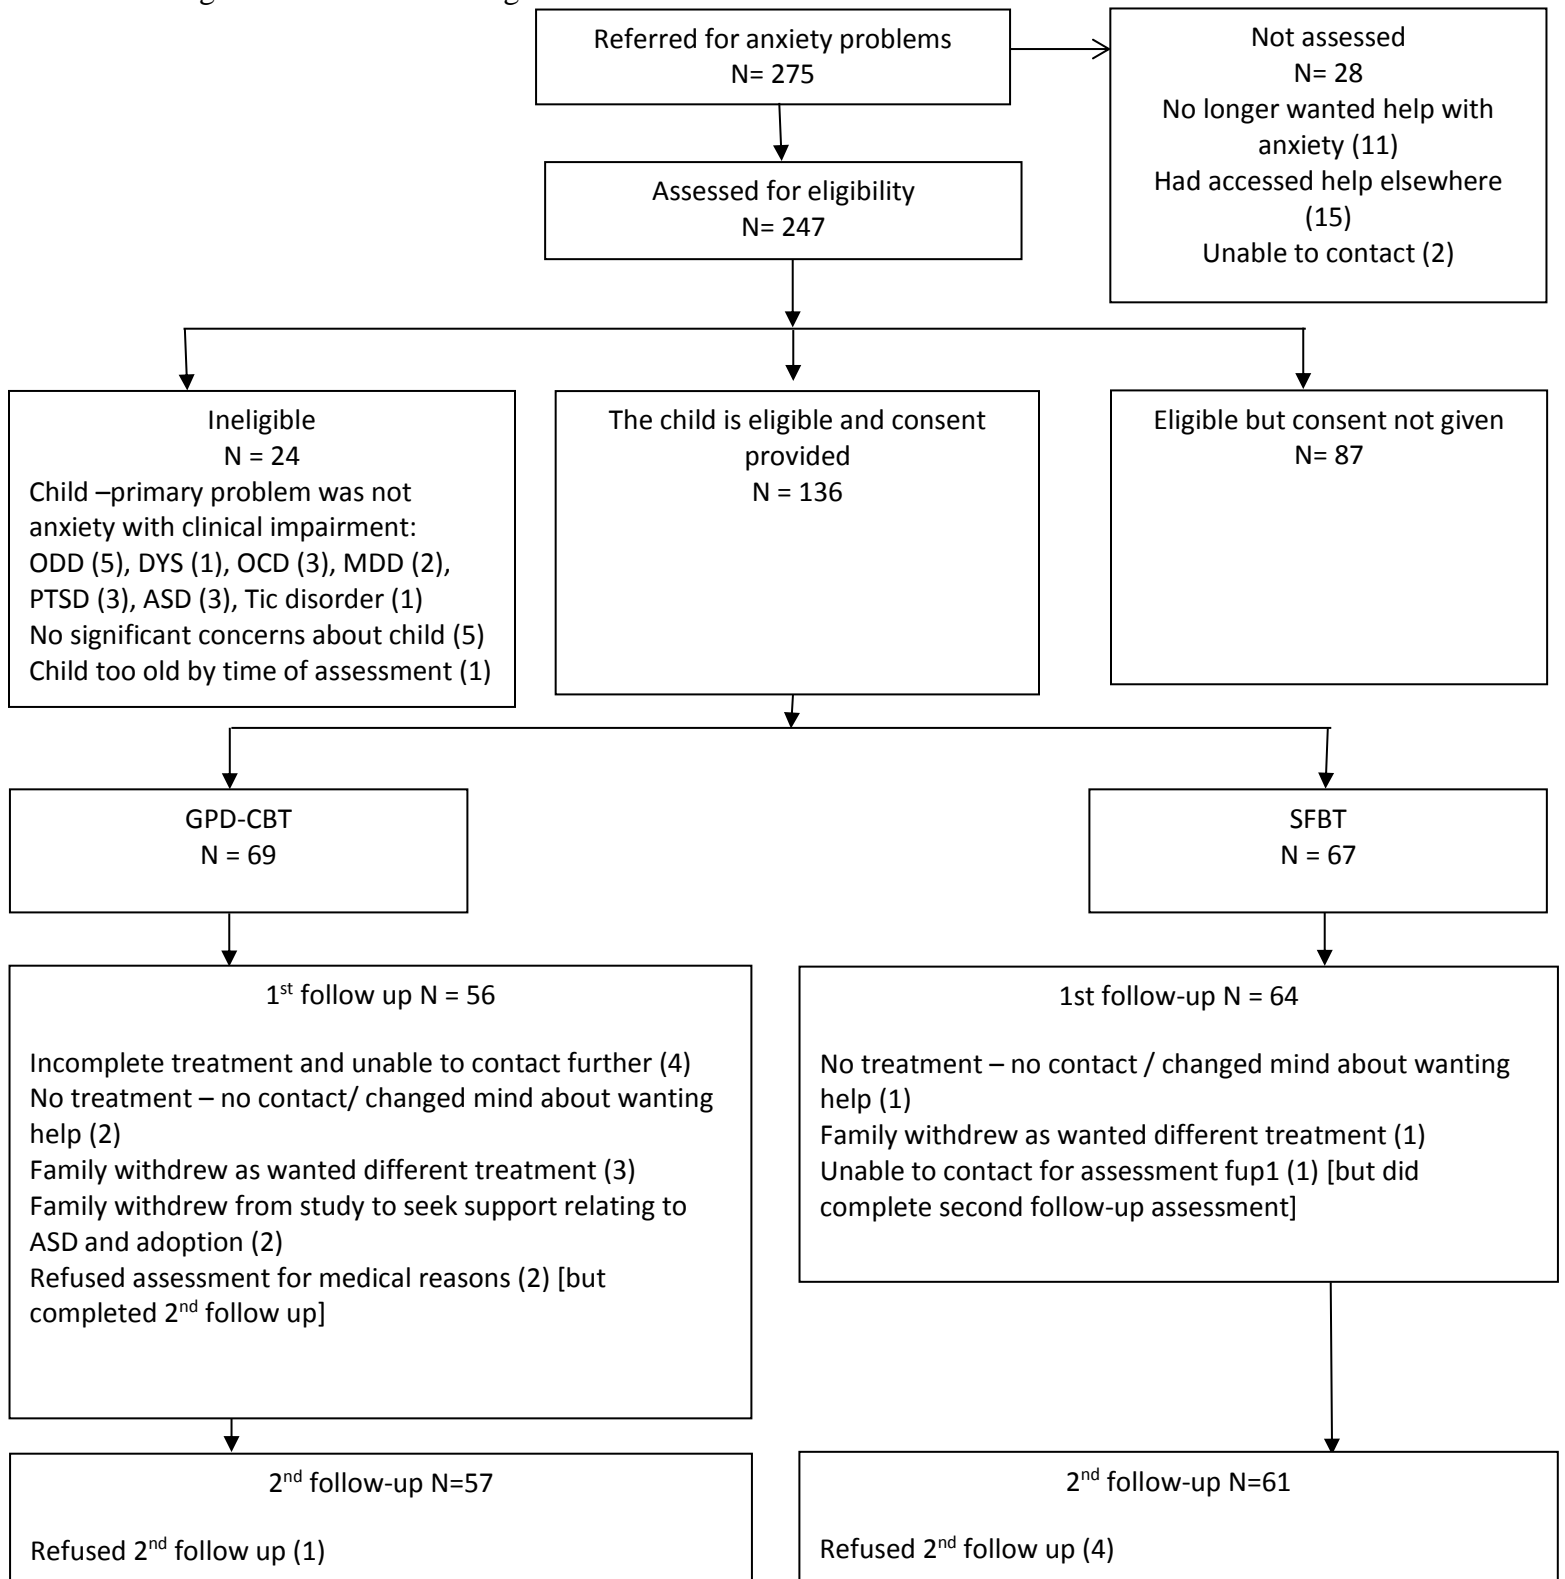 Referred for anxiety problems
N= 275
Not assessed
N= 28
No longer wanted help with
anxiety (11)
Had accessed help elsewhere
(15)
Unable to contact (2)
Assessed for eligibility
N= 247
Ineligible
N = 24
Child –primary problem was not
anxiety with clinical impairment:
ODD (5), DYS (1), OCD (3), MDD (2),
PTSD (3), ASD (3), Tic disorder (1)
No significant concerns about child (5)
Child too old by time of assessment (1)
The child is eligible and consent
provided
N = 136
Eligible but consent not given
N= 87
GPD-CBT
N = 69
SFBT
N = 67
1st follow up N = 56
Incomplete treatment and unable to contact further (4)
No treatment – no contact/ changed mind about wanting
help (2)
Family withdrew as wanted different treatment (3)
Family withdrew from study to seek support relating to
ASD and adoption (2)
Refused assessment for medical reasons (2) [but
completed 2nd follow up]
1st follow-up N = 64
No treatment – no contact / changed mind about wanting
help (1)
Family withdrew as wanted different treatment (1)
Unable to contact for assessment fup1 (1) [but did
complete second follow-up assessment]
2nd follow-up N=57
Refused 2nd follow up (1)
2nd follow-up N=61
Refused 2nd follow up (4)